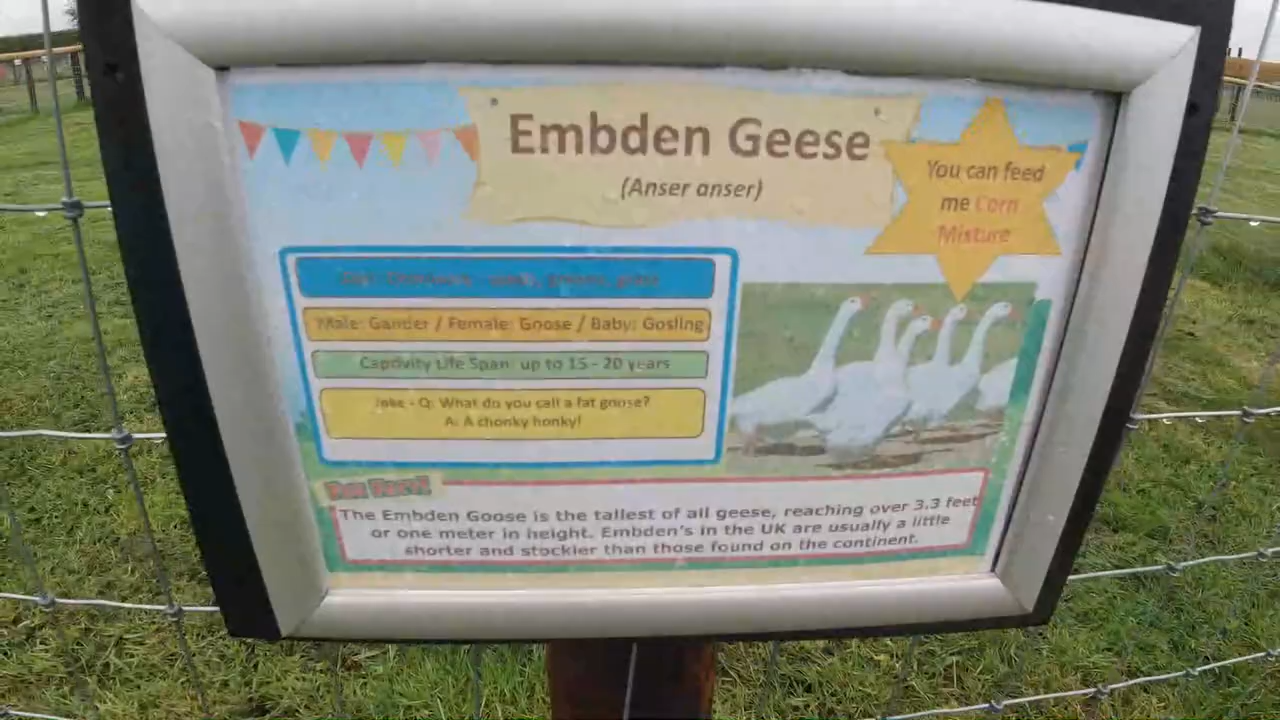 Embden Geese
(Anser anser)
You can feed
me Corn
Mixture
Male: Gander / Female: Goose / Baby: Gosling
Captivity Life Span: up to 15 - 20 years
Joke - Q: What do you call a fat goose?
A: A chonky honky!
Fun Fact!
The Embden Goose is the tallest of all geese, reaching over 3.3 feet
or one meter in height. Embden's in the UK are usually a little
shorter and stockier than those found on the continent.